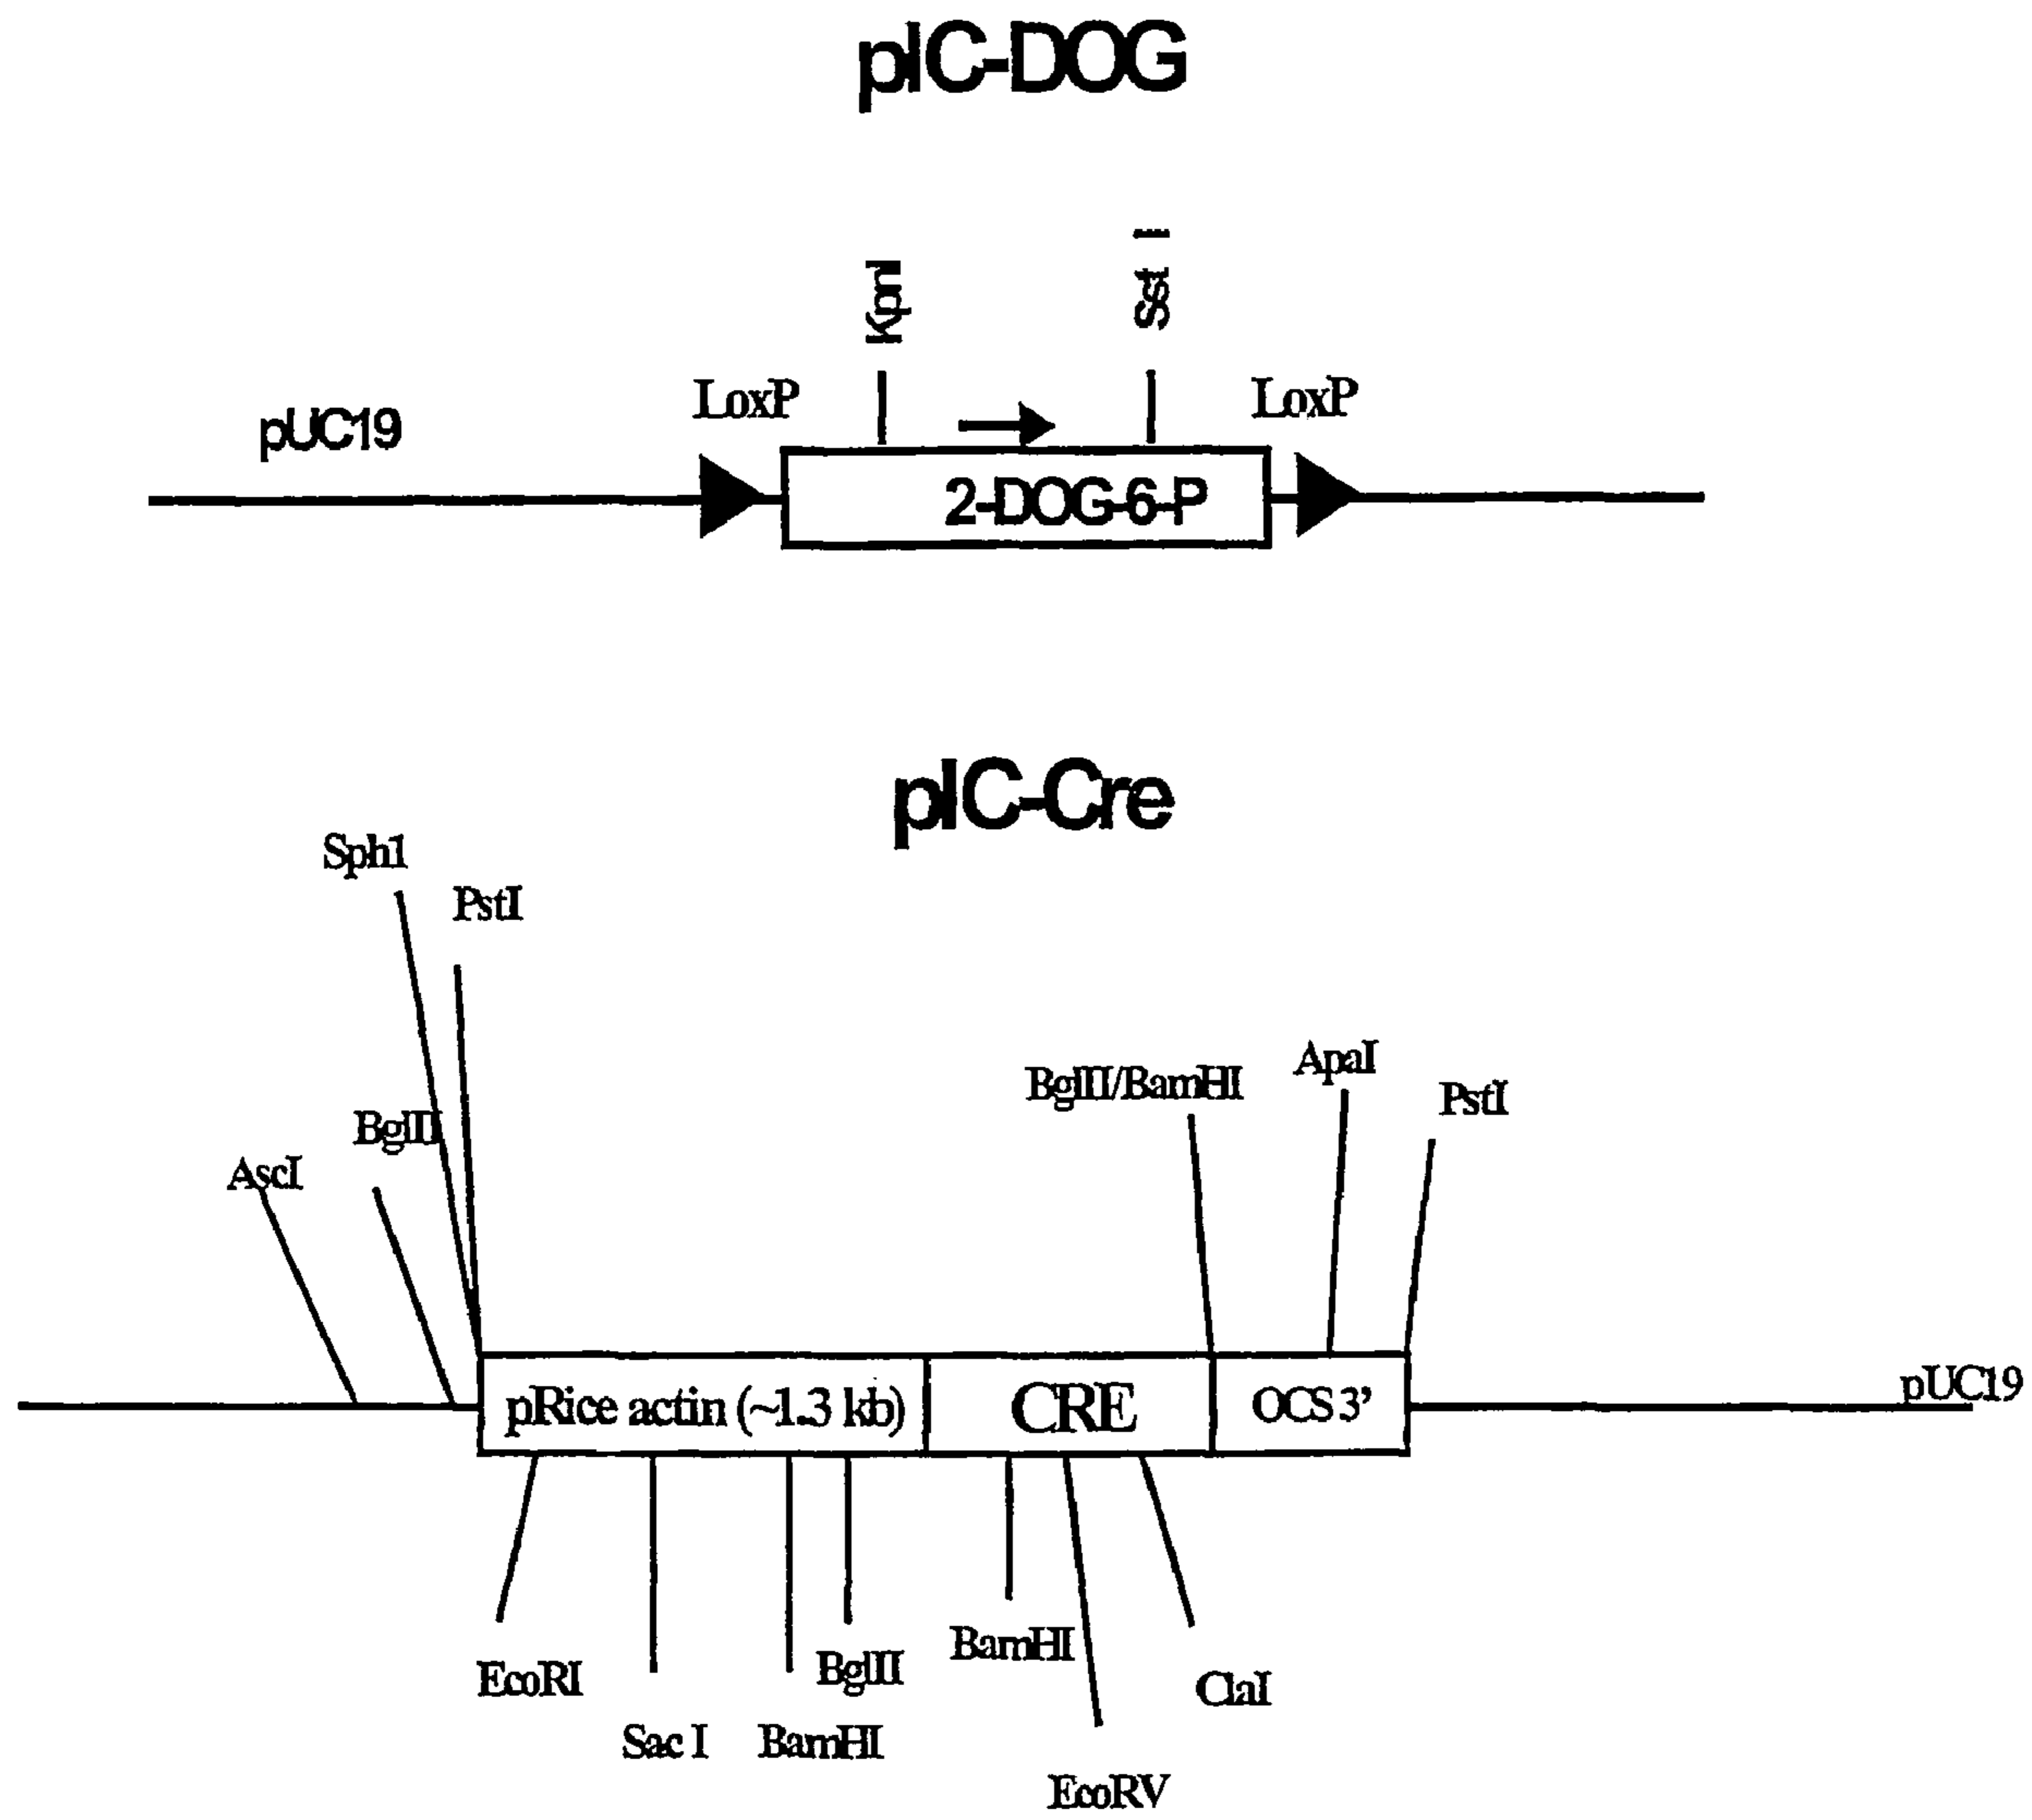 pIC-DOG
KpnI
Sst I
LoxP
LoxP
pUC19
2-DOG-6-P
pIC-Cre
Sph1
PstI
ApaI
BglII/BamHI
PstI
BglII
AscI
pUC19
pRice actin (~1.3 kb)
CRE
OCS 3’
BamHI
BglII
EcoRI
ClaI
Sac I
BamHI
EcoRV